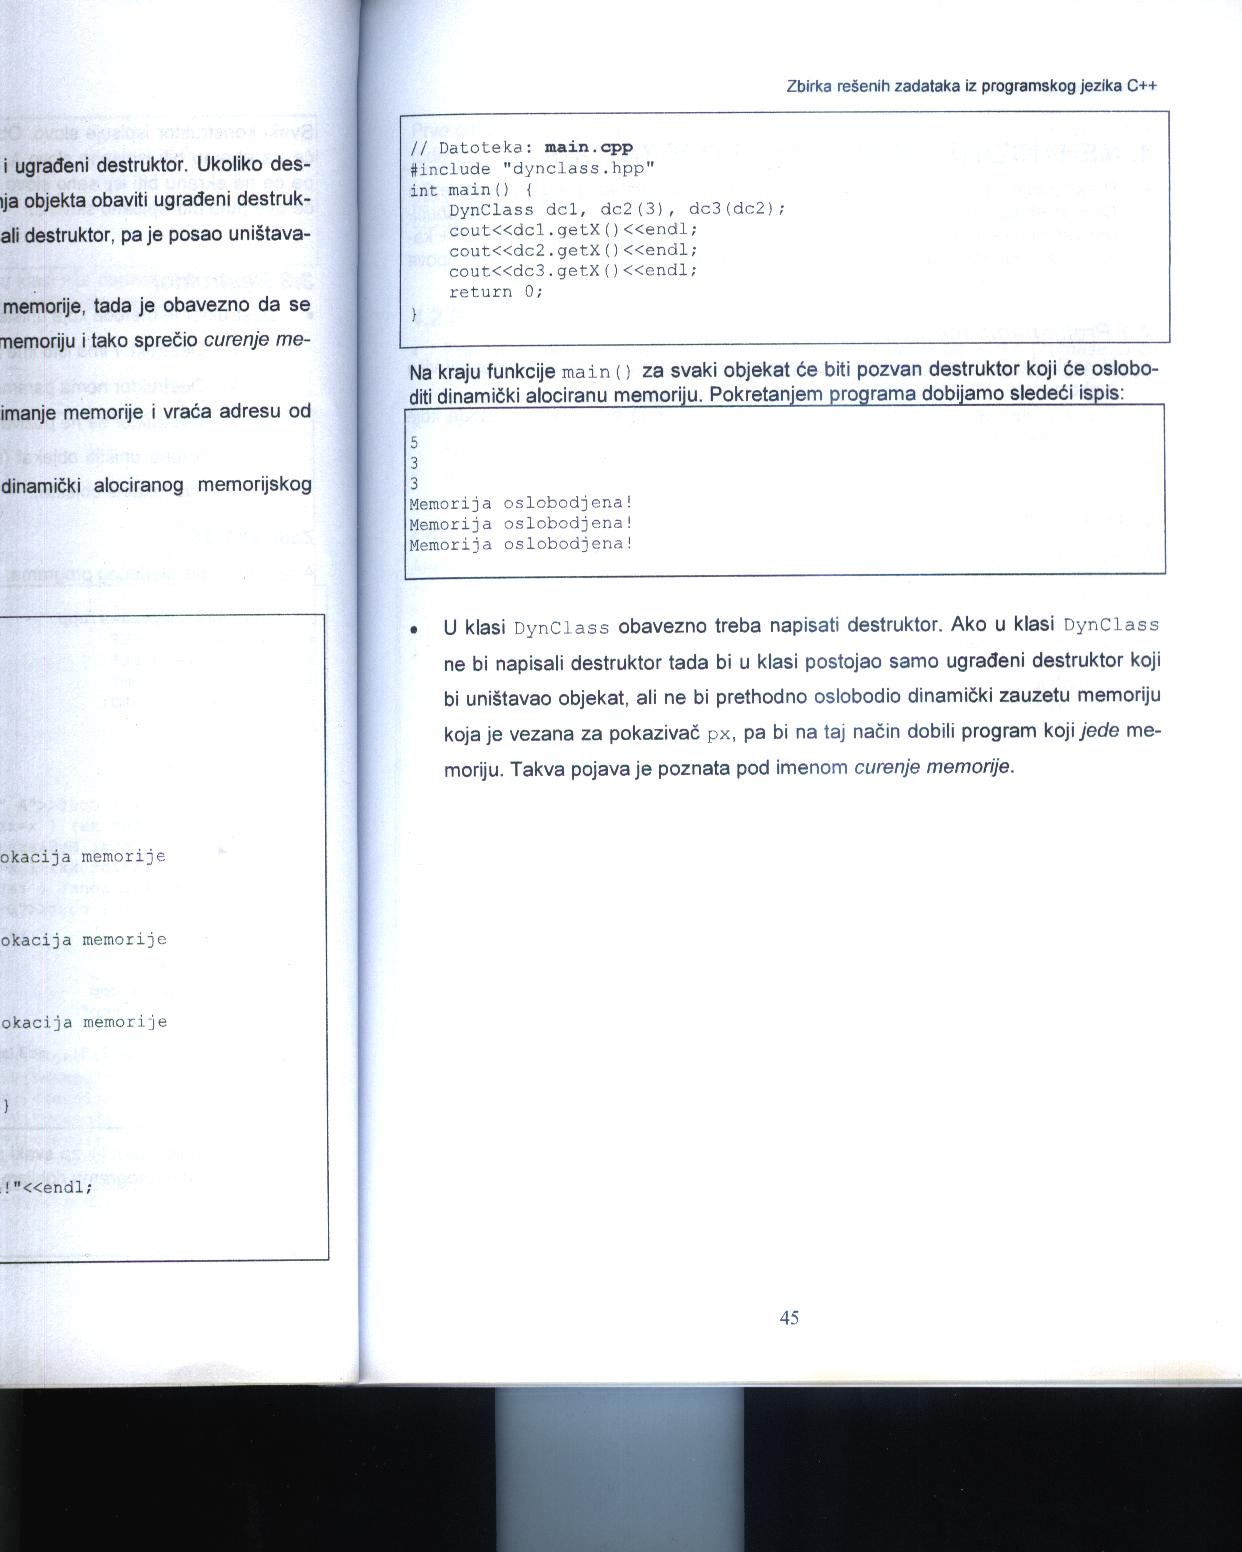 i ugrađeni destruktor. Ukoliko des-
nja objekta obaviti ugrađeni destruk-
ali destruktor, pa je posao uništava-
memorije, tada je obavezno da se
memoriju i tako sprečio curenje me-
imanje memorije i vraća adresu od
dinamički alociranog memorijskog
okacija memorije
okacija memorije
okacija memorije
}
!"<<endl;
Zbirka rešenih zadataka iz programskog jezika C++
// Datoteka: main.cpp
#include "dynclass.hpp"
int main() {
DynClass dc1, dc2(3), dc3(dc2);
cout<<dc1.getX()<<endl;
cout<<dc2.getX()<<endl;
cout<<dc3.getX()<<endl;
return 0;
}
Na kraju funkcije main() za svaki objekat će biti pozvan destruktor koji će oslobo-
diti dinamički alociranu memoriju. Pokretanjem programa dobijamo sledeći ispis:
5
3
3
Memorija oslobodjena!
Memorija oslobodjena!
Memorija oslobodjena!
• U klasi DynClass obavezno treba napisati destruktor. Ako u klasi DynClass
ne bi napisali destruktor tada bi u klasi postojao samo ugrađeni destruktor koji
bi uništavao objekat, ali ne bi prethodno oslobodio dinamički zauzetu memoriju
koja je vezana za pokazivač px, pa bi na taj način dobili program koji jede me-
moriju. Takva pojava je poznata pod imenom curenje memorije.
45